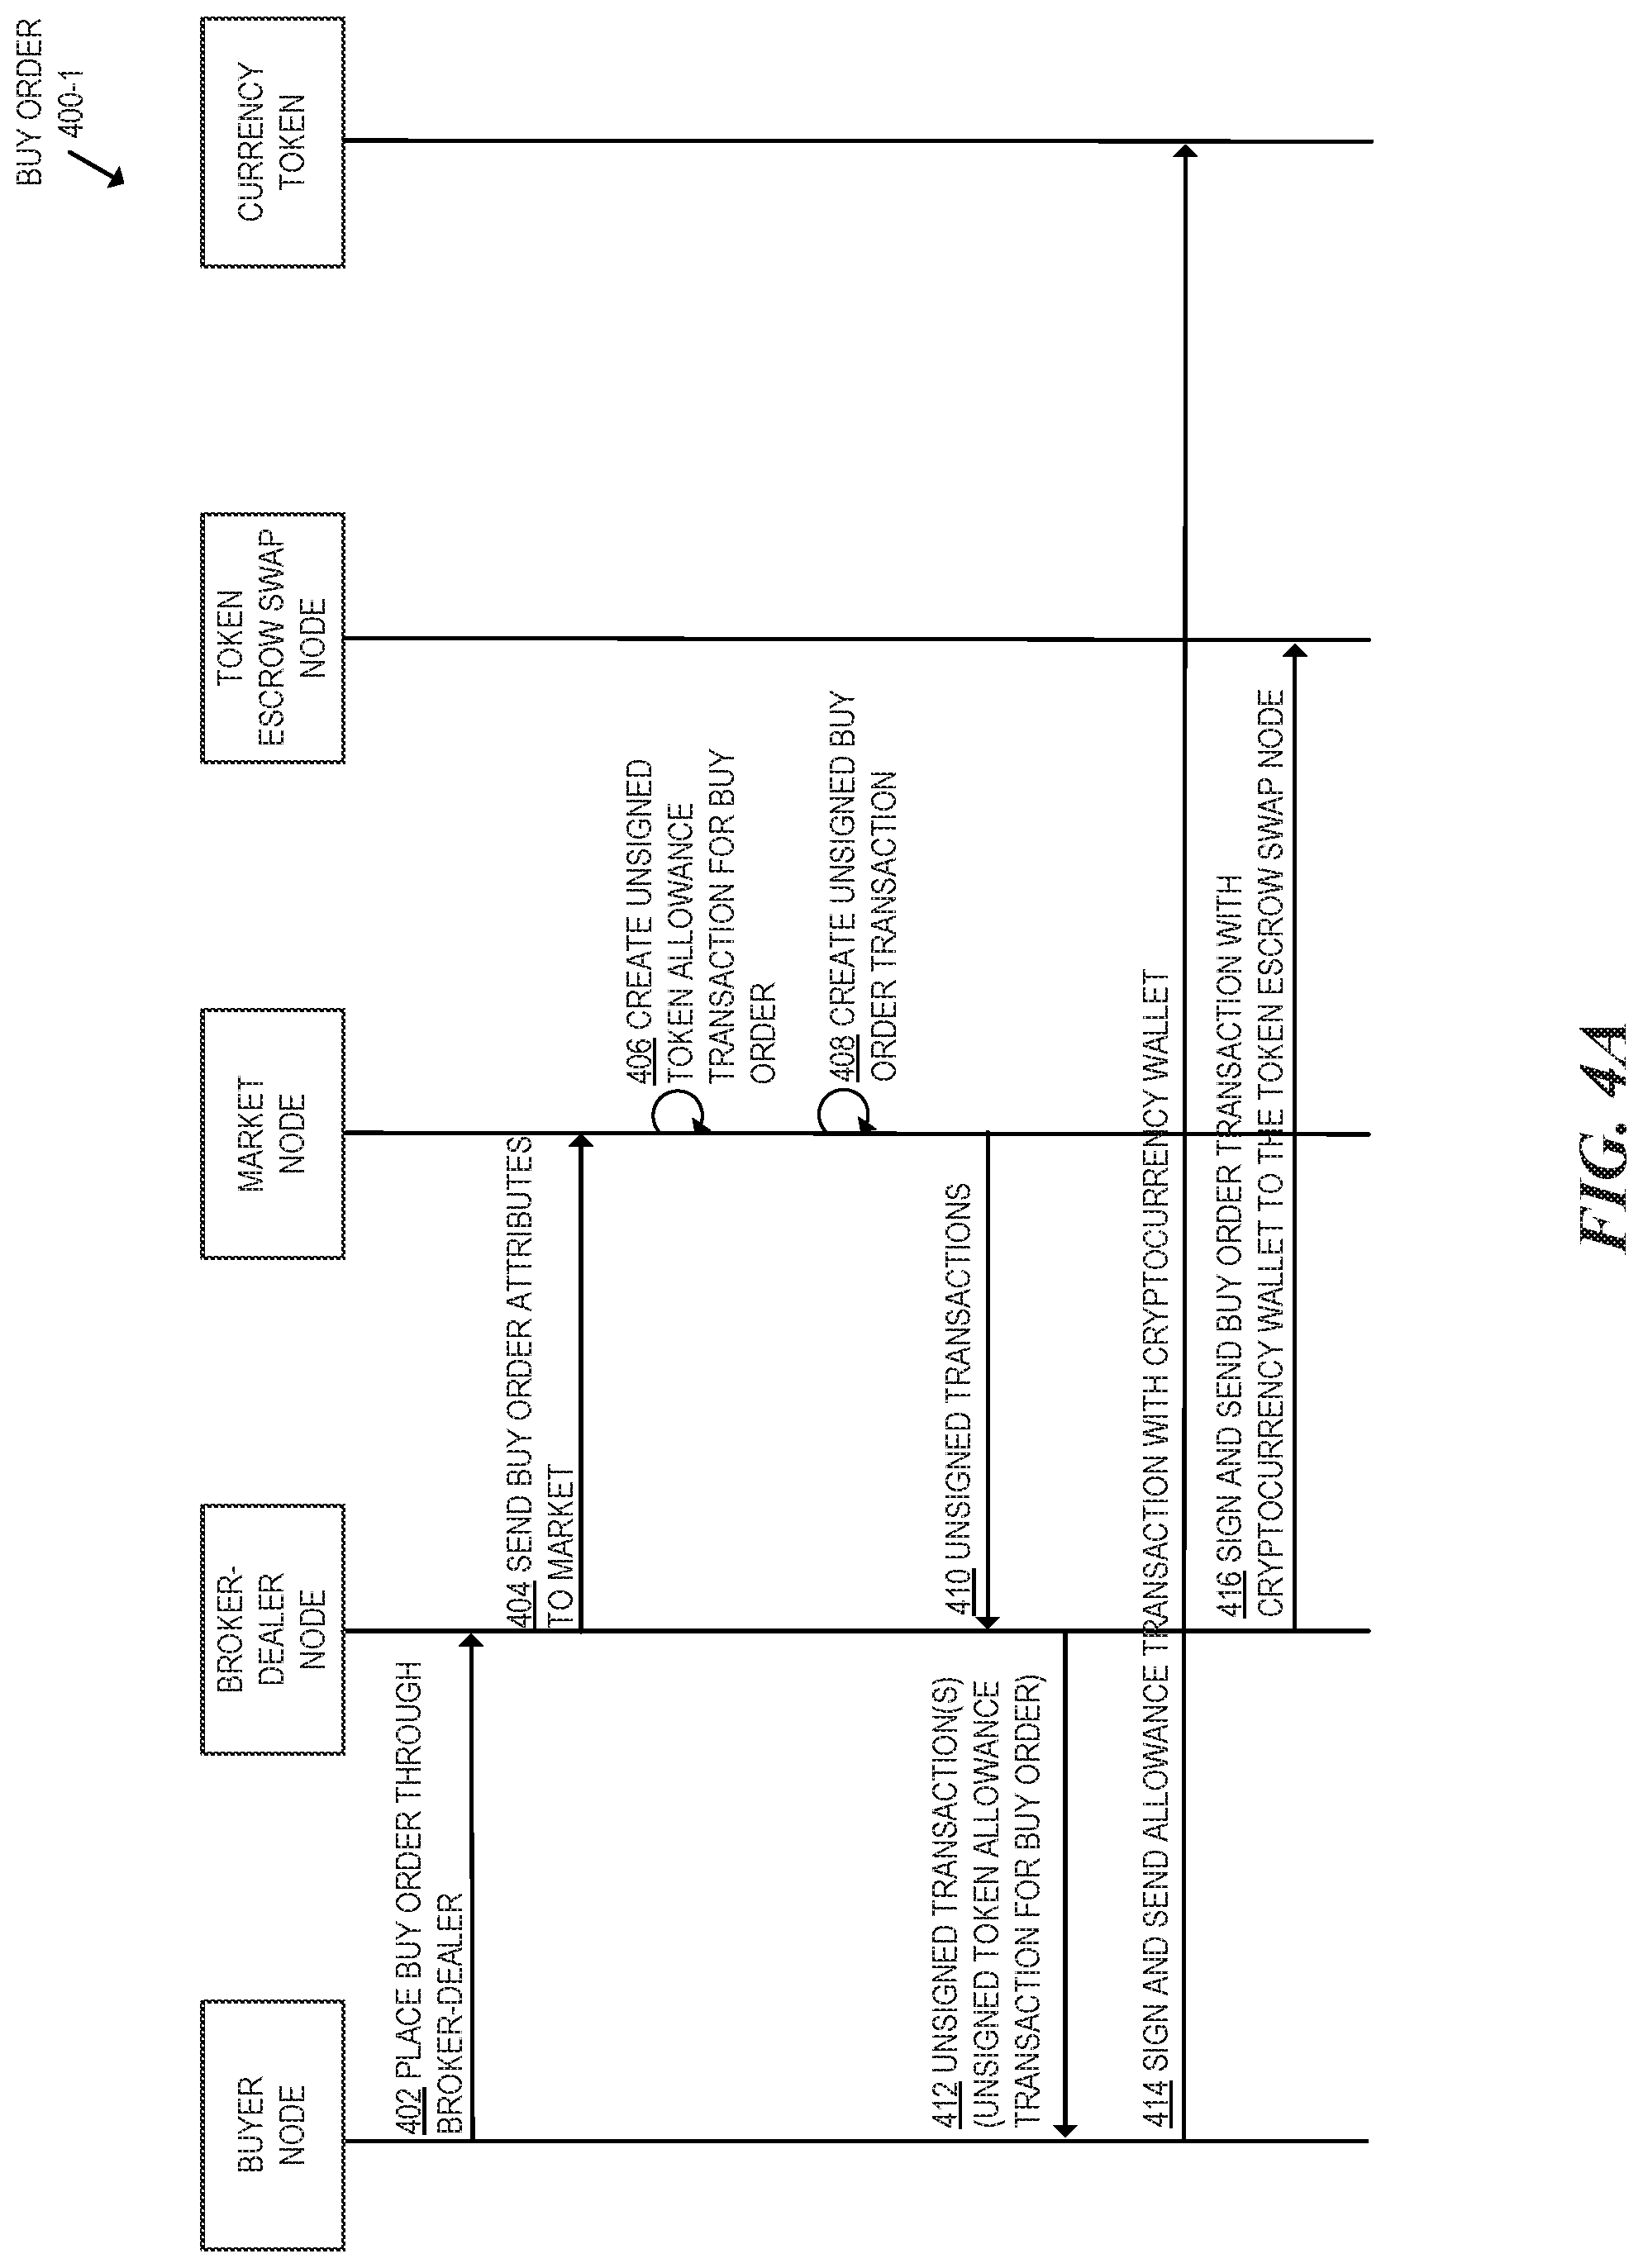 BUY ORDER
400-1
BUYER
NODE
BROKER-
DEALER
NODE
MARKET
NODE
TOKEN
ESCROW SWAP
NODE
CURRENCY
TOKEN
402 PLACE BUY ORDER THROUGH
BROKER-DEALER
404 SEND BUY ORDER ATTRIBUTES
TO MARKET
406 CREATE UNSIGNED
TOKEN ALLOWANCE
TRANSACTION FOR BUY
ORDER
408 CREATE UNSIGNED BUY
ORDER TRANSACTION
410 UNSIGNED TRANSACTIONS
412 UNSIGNED TRANSACTION(S)
(UNSIGNED TOKEN ALLOWANCE
TRANSACTION FOR BUY ORDER)
414 SIGN AND SEND ALLOWANCE TRANSACTION WITH CRYPTOCURRENCY WALLET
416 SIGN AND SEND BUY ORDER TRANSACTION WITH
CRYPTOCURRENCY WALLET TO THE TOKEN ESCROW SWAP NODE
FIG. 4A